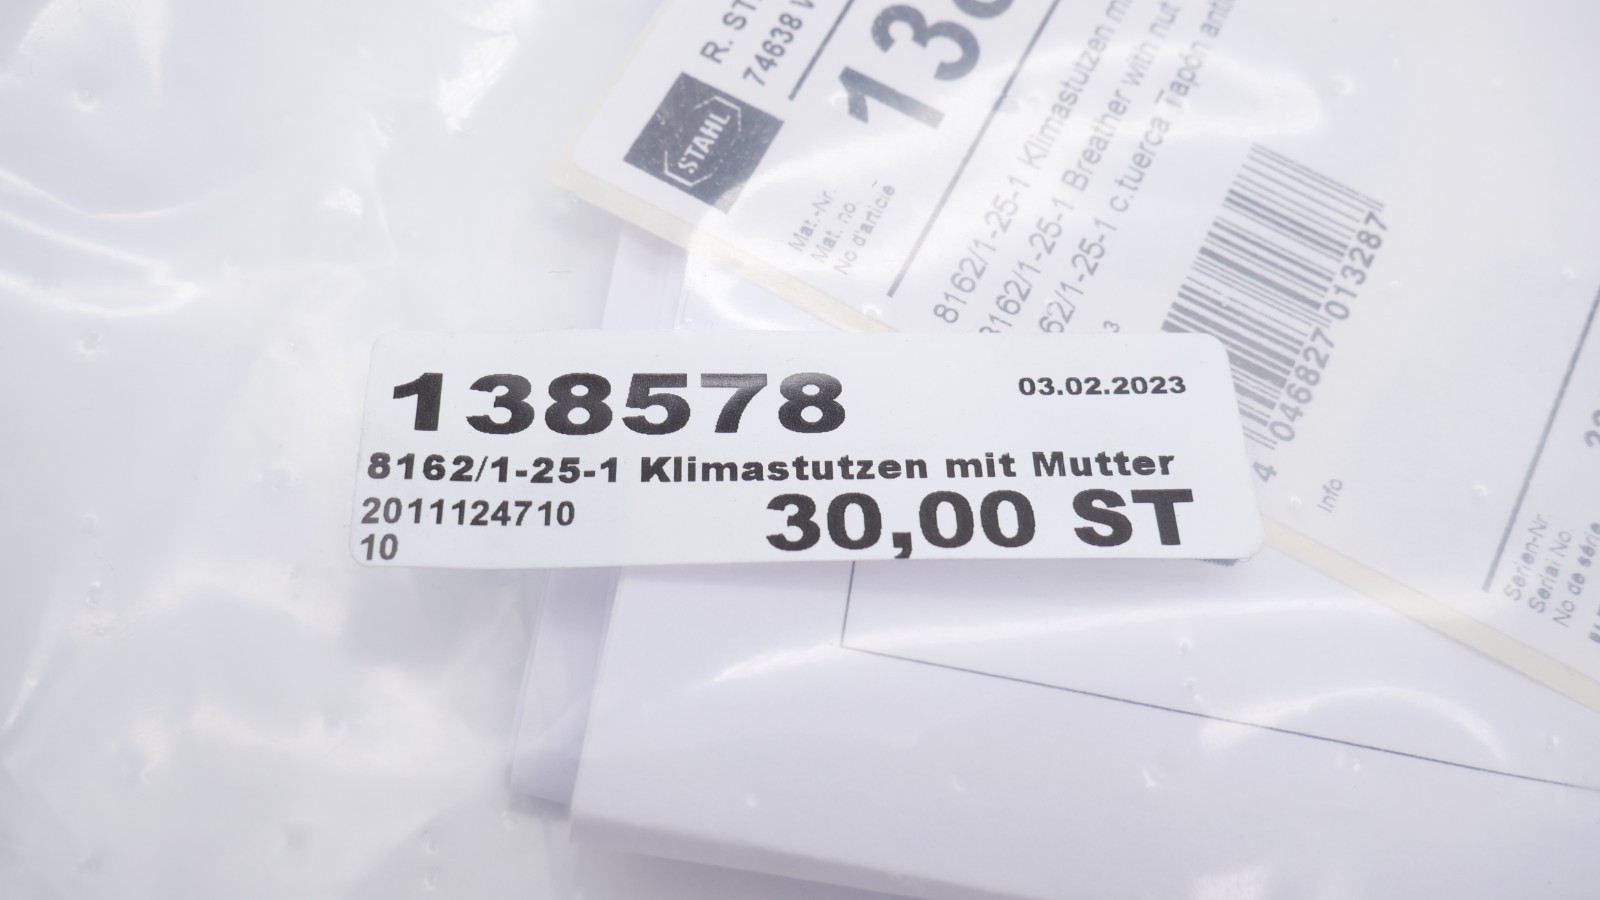 R.
74638
STAHL
Mat.-Nr.
Mat. no.
No d'article
8162/1-25-1 Klimastutzen
8162/1-25-1 Breather with nut
62/1-25-1 c.tuerca Tapón
4 046827 013287
Info
Serien-Nr.
Serial No.
No de série
138578
03.02.2023
8162/1-25-1 Klimastutzen mit Mutter
2011124710
30,00 ST
10